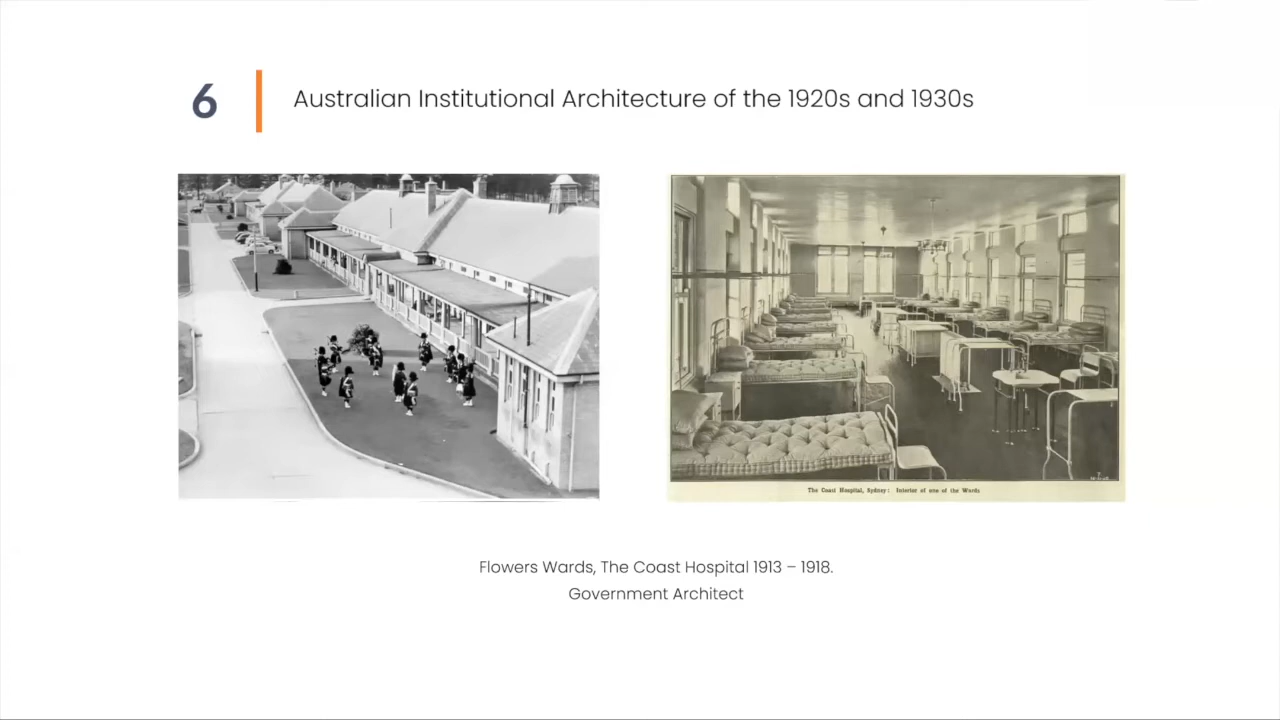 6
Australian Institutional Architecture of the 1920s and 1930s
The Coast Hospital, Sydney: Interior of one of the Wards
Flowers Wards, The Coast Hospital 1913 – 1918.
Government Architect